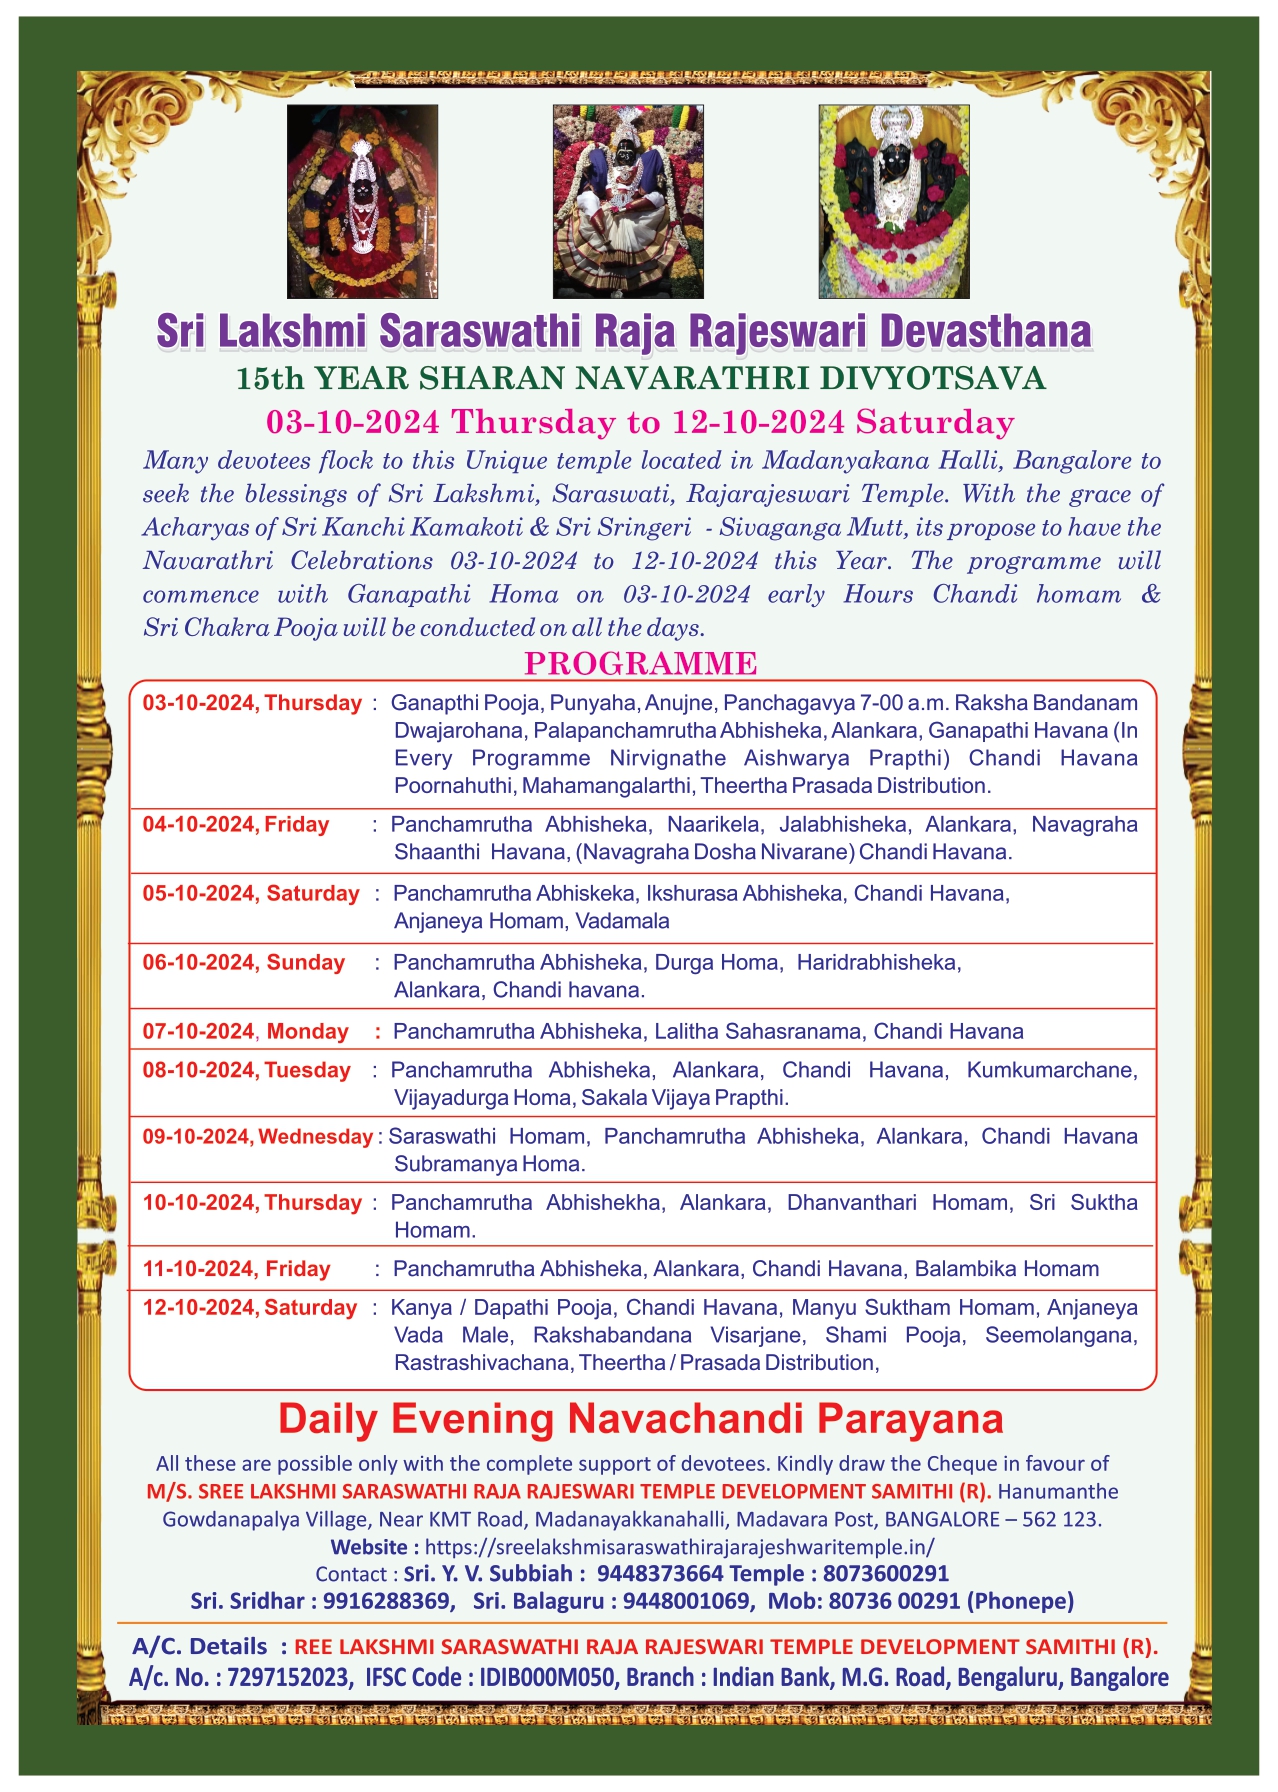 Sri Lakshmi Saraswathi Raja Rajeswari Devasthana
15th YEAR SHARAN NAVARATHRI DIVYOTSAVA
03-10-2024 Thursday to 12-10-2024 Saturday
Many devotees flock to this Unique temple located in Madanyakana Halli, Bangalore to
seek the blessings of Sri Lakshmi, Saraswati, Rajarajeswari Temple. With the grace of
Acharyas of Sri Kanchi Kamakoti & Sri Sringeri - Sivaganga Mutt, its propose to have the
Navarathri Celebrations 03-10-2024 to 12-10-2024 this Year. The programme will
commence with Ganapathi Homa on 03-10-2024 early Hours Chandi homam &
Sri Chakra Pooja will be conducted on all the days.
PROGRAMME
03-10-2024, Thursday : Ganapthi Pooja, Punyaha, Anujne, Panchagavya 7-00 a.m. Raksha Bandanam
Dwajarohana, Palapanchamrutha Abhisheka, Alankara, Ganapathi Havana (In
Every Programme Nirvignathe Aishwarya Prapthi) Chandi Havana
Poornahuthi, Mahamangalarthi, Theertha Prasada Distribution.
04-10-2024, Friday : Panchamrutha Abhisheka, Naarikela, Jalabhisheka, Alankara, Navagraha
Shaanthi Havana, (Navagraha Dosha Nivarane) Chandi Havana.
05-10-2024, Saturday : Panchamrutha Abhiskeka, Ikshurasa Abhisheka, Chandi Havana,
Anjaneya Homam, Vadamala
06-10-2024, Sunday : Panchamrutha Abhisheka, Durga Homa, Haridrabhisheka,
Alankara, Chandi havana.
07-10-2024, Monday : Panchamrutha Abhisheka, Lalitha Sahasranama, Chandi Havana
08-10-2024, Tuesday : Panchamrutha Abhisheka, Alankara, Chandi Havana, Kumkumarchane,
Vijayadurga Homa, Sakala Vijaya Prapthi.
09-10-2024, Wednesday : Saraswathi Homam, Panchamrutha Abhisheka, Alankara, Chandi Havana
Subramanya Homa.
10-10-2024, Thursday : Panchamrutha Abhishekha, Alankara, Dhanvanthari Homam, Sri Suktha
Homam.
11-10-2024, Friday : Panchamrutha Abhisheka, Alankara, Chandi Havana, Balambika Homam
12-10-2024, Saturday : Kanya / Dapathi Pooja, Chandi Havana, Manyu Suktham Homam, Anjaneya
Vada Male, Rakshabandana Visarjane, Shami Pooja, Seemolangana,
Rastrashivachana, Theertha / Prasada Distribution,
Daily Evening Navachandi Parayana
All these are possible only with the complete support of devotees. Kindly draw the Cheque in favour of
M/S. SREE LAKSHMI SARASWATHI RAJA RAJESWARI TEMPLE DEVELOPMENT SAMITHI (R). Hanumanthe
Gowdanapalya Village, Near KMT Road, Madanayakkanahalli, Madavara Post, BANGALORE – 562 123.
Website : https://sreelakshmisaraswathirajarajeshwaritemple.in/
Contact : Sri. Y. V. Subbiah : 9448373664 Temple : 8073600291
Sri. Sridhar : 9916288369, Sri. Balaguru : 9448001069, Mob: 80736 00291 (Phonepe)
A/C. Details : REE LAKSHMI SARASWATHI RAJA RAJESWARI TEMPLE DEVELOPMENT SAMITHI (R).
A/c. No. : 7297152023, IFSC Code : IDIB000M050, Branch : Indian Bank, M.G. Road, Bengaluru, Bangalore